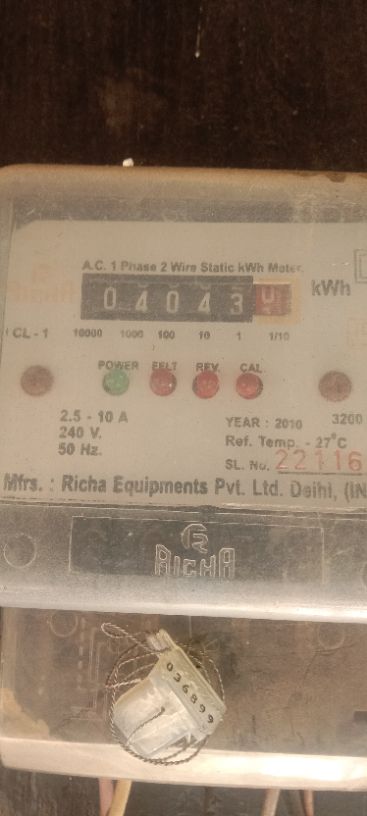 A.C. 1 Phase 2 Wire Static kWh Meter.
04043 kWh
CL - 1 10000 1000 100 10 1 1/10
POWER EELT REV. CAL.
2.5 - 10 A
240 V.
50 Hz.
YEAR : 2010 3200
Ref. Temp. - 27°C
SL. No. 22116
Mfrs. : Richa Equipments Pvt. Ltd. Delhi, (IN
RICHA
036899